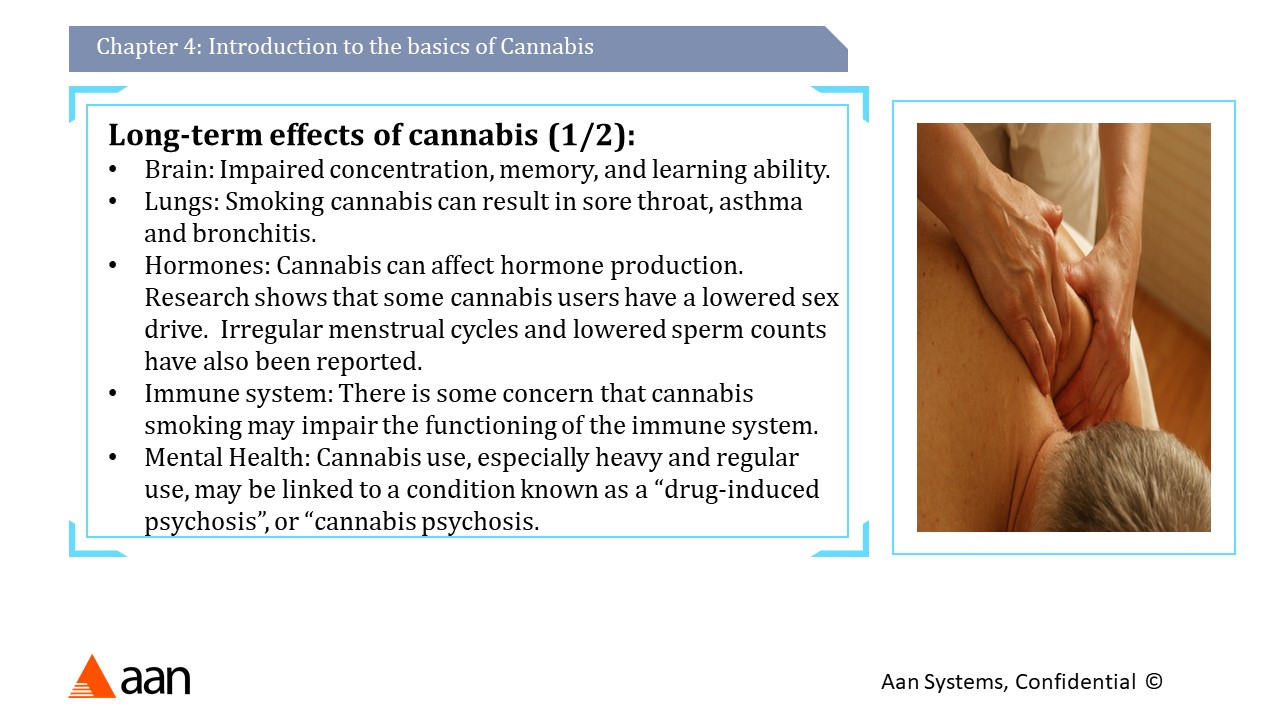 Chapter 4: Introduction to the basics of Cannabis
Long-term effects of cannabis (1/2):
• Brain: Impaired concentration, memory, and learning ability.
• Lungs: Smoking cannabis can result in sore throat, asthma
and bronchitis.
• Hormones: Cannabis can affect hormone production.
Research shows that some cannabis users have a lowered sex
drive.  Irregular menstrual cycles and lowered sperm counts
have also been reported.
• Immune system: There is some concern that cannabis
smoking may impair the functioning of the immune system.
• Mental Health: Cannabis use, especially heavy and regular
use, may be linked to a condition known as a “drug-induced
psychosis”, or “cannabis psychosis.
aan
Aan Systems, Confidential ©